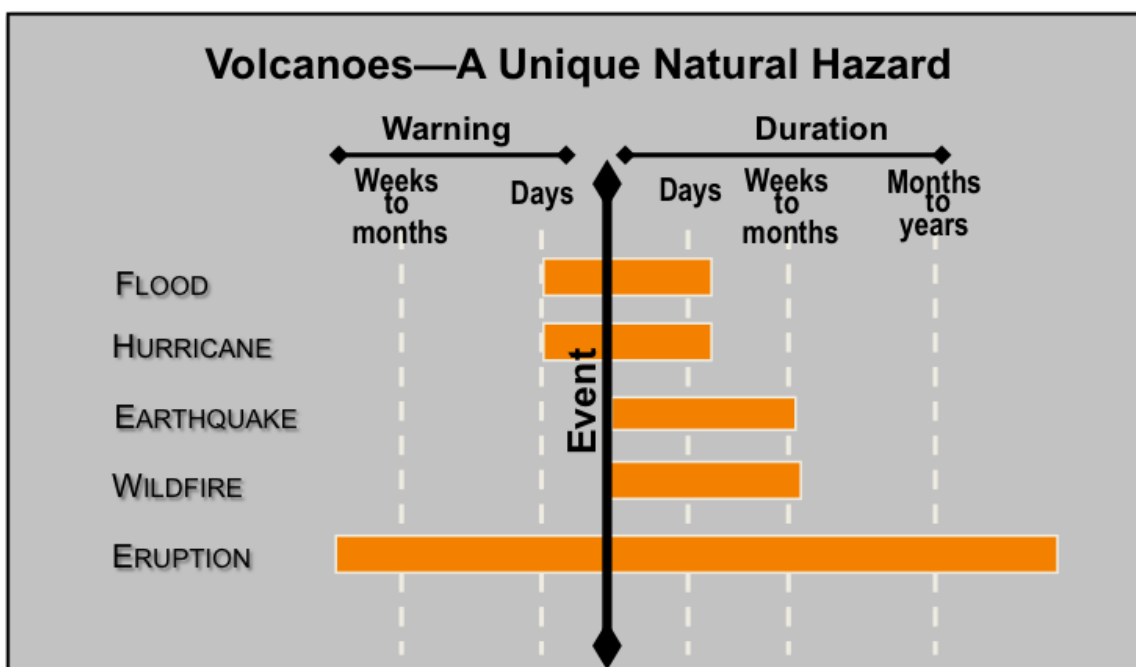 Volcanoes—A Unique Natural Hazard
Warning
Duration
Weeks
to
months
Days
Days
Weeks
to
months
Months
to
years
FLOOD
HURRICANE
Event
EARTHQUAKE
WILDFIRE
ERUPTION